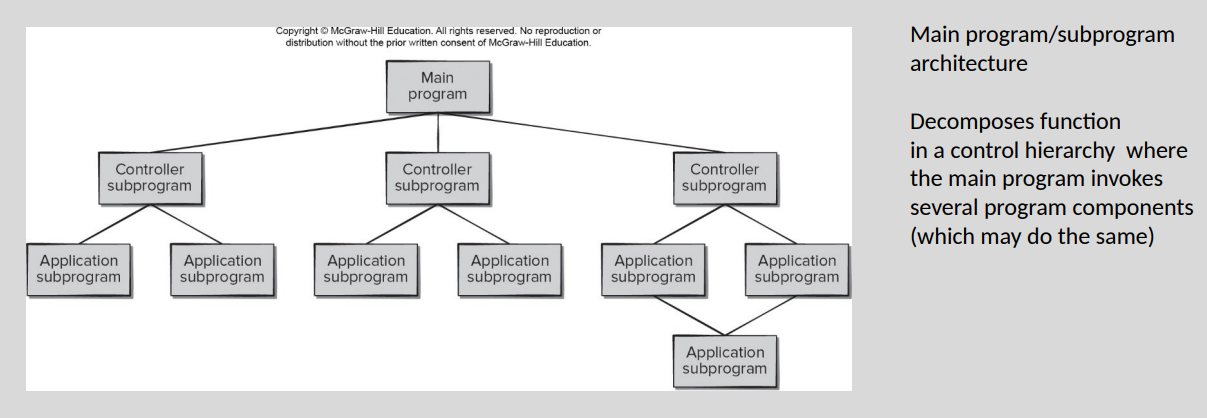 Copyright © McGraw-Hill Education. All rights reserved. No reproduction or
distribution without the prior written consent of McGraw-Hill Education.
Main
program
Controller
subprogram
Controller
subprogram
Controller
subprogram
Application
subprogram
Application
subprogram
Application
subprogram
Application
subprogram
Application
subprogram
Application
subprogram
Application
subprogram
Main program/subprogram
architecture
Decomposes function
in a control hierarchy where
the main program invokes
several program components
(which may do the same)